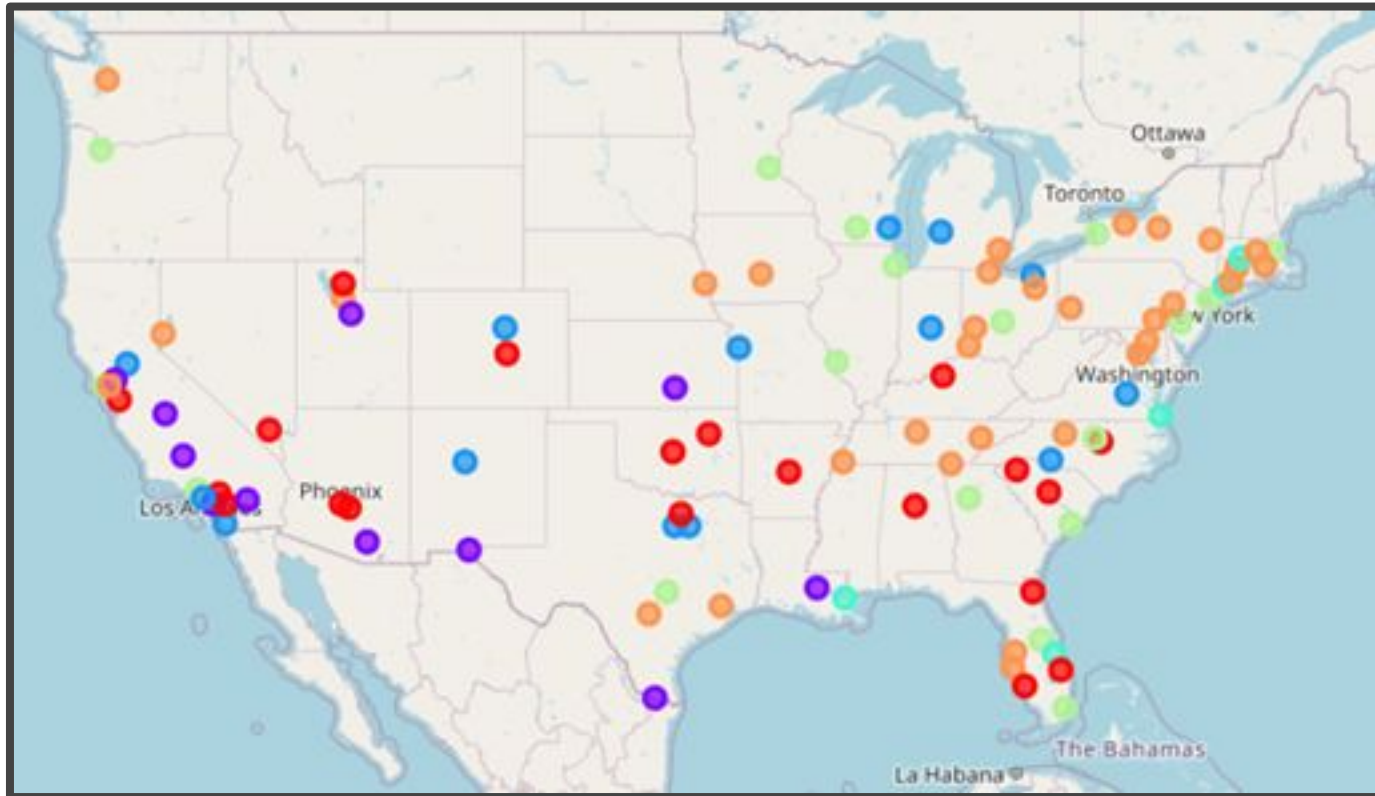 Ottawa
Toronto
w York
Washington
Phoenix
Los A
The Bahamas
La Habana